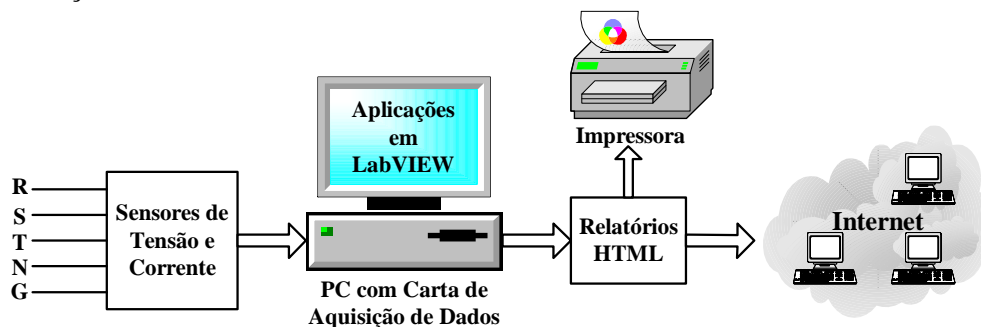 R
S
T
N
G
Sensores de
Tensão e
Corrente
Aplicações
em
LabVIEW
PC com Carta de
Aquisição de Dados
Impressora
Relatórios
HTML
Internet